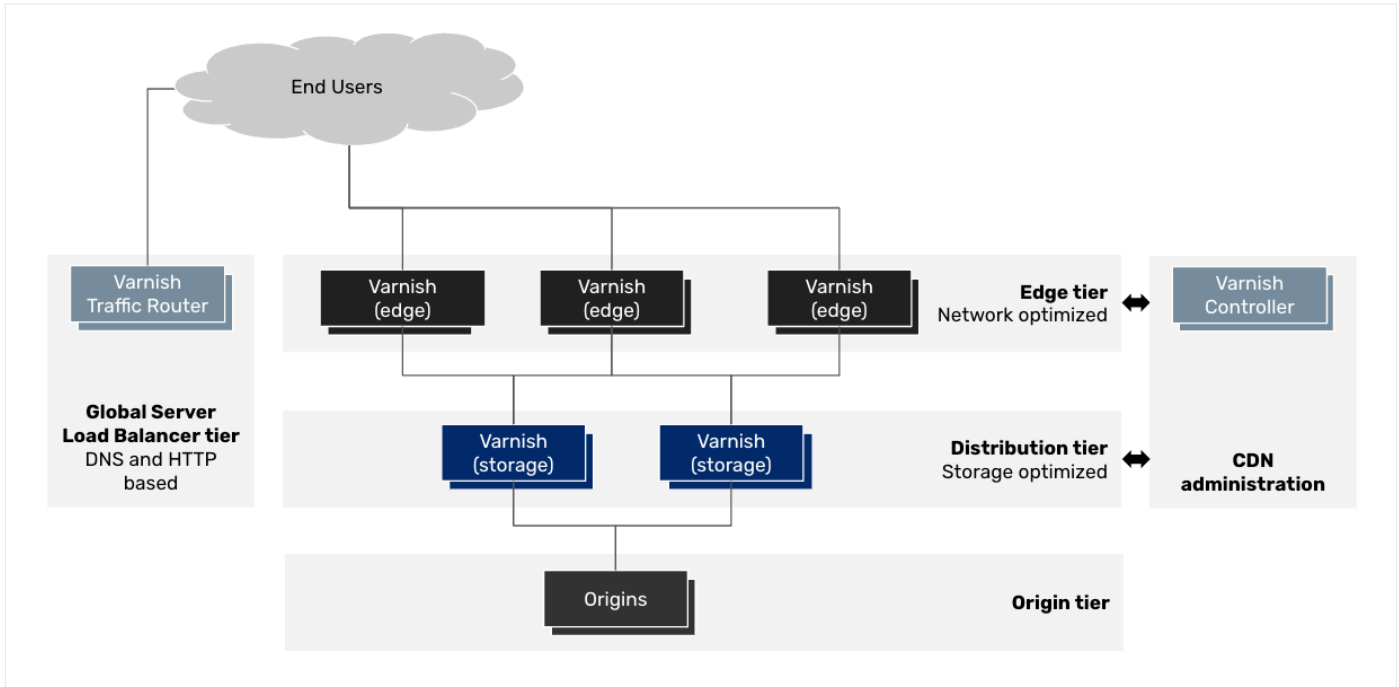 End Users
Varnish
Traffic Router
Global Server
Load Balancer tier
DNS and HTTP
based
Varnish
(edge)
Varnish
(edge)
Varnish
(edge)
Edge tier
Network optimized
Varnish
Controller
CDN
administration
Varnish
(storage)
Varnish
(storage)
Distribution tier
Storage optimized
Origins
Origin tier